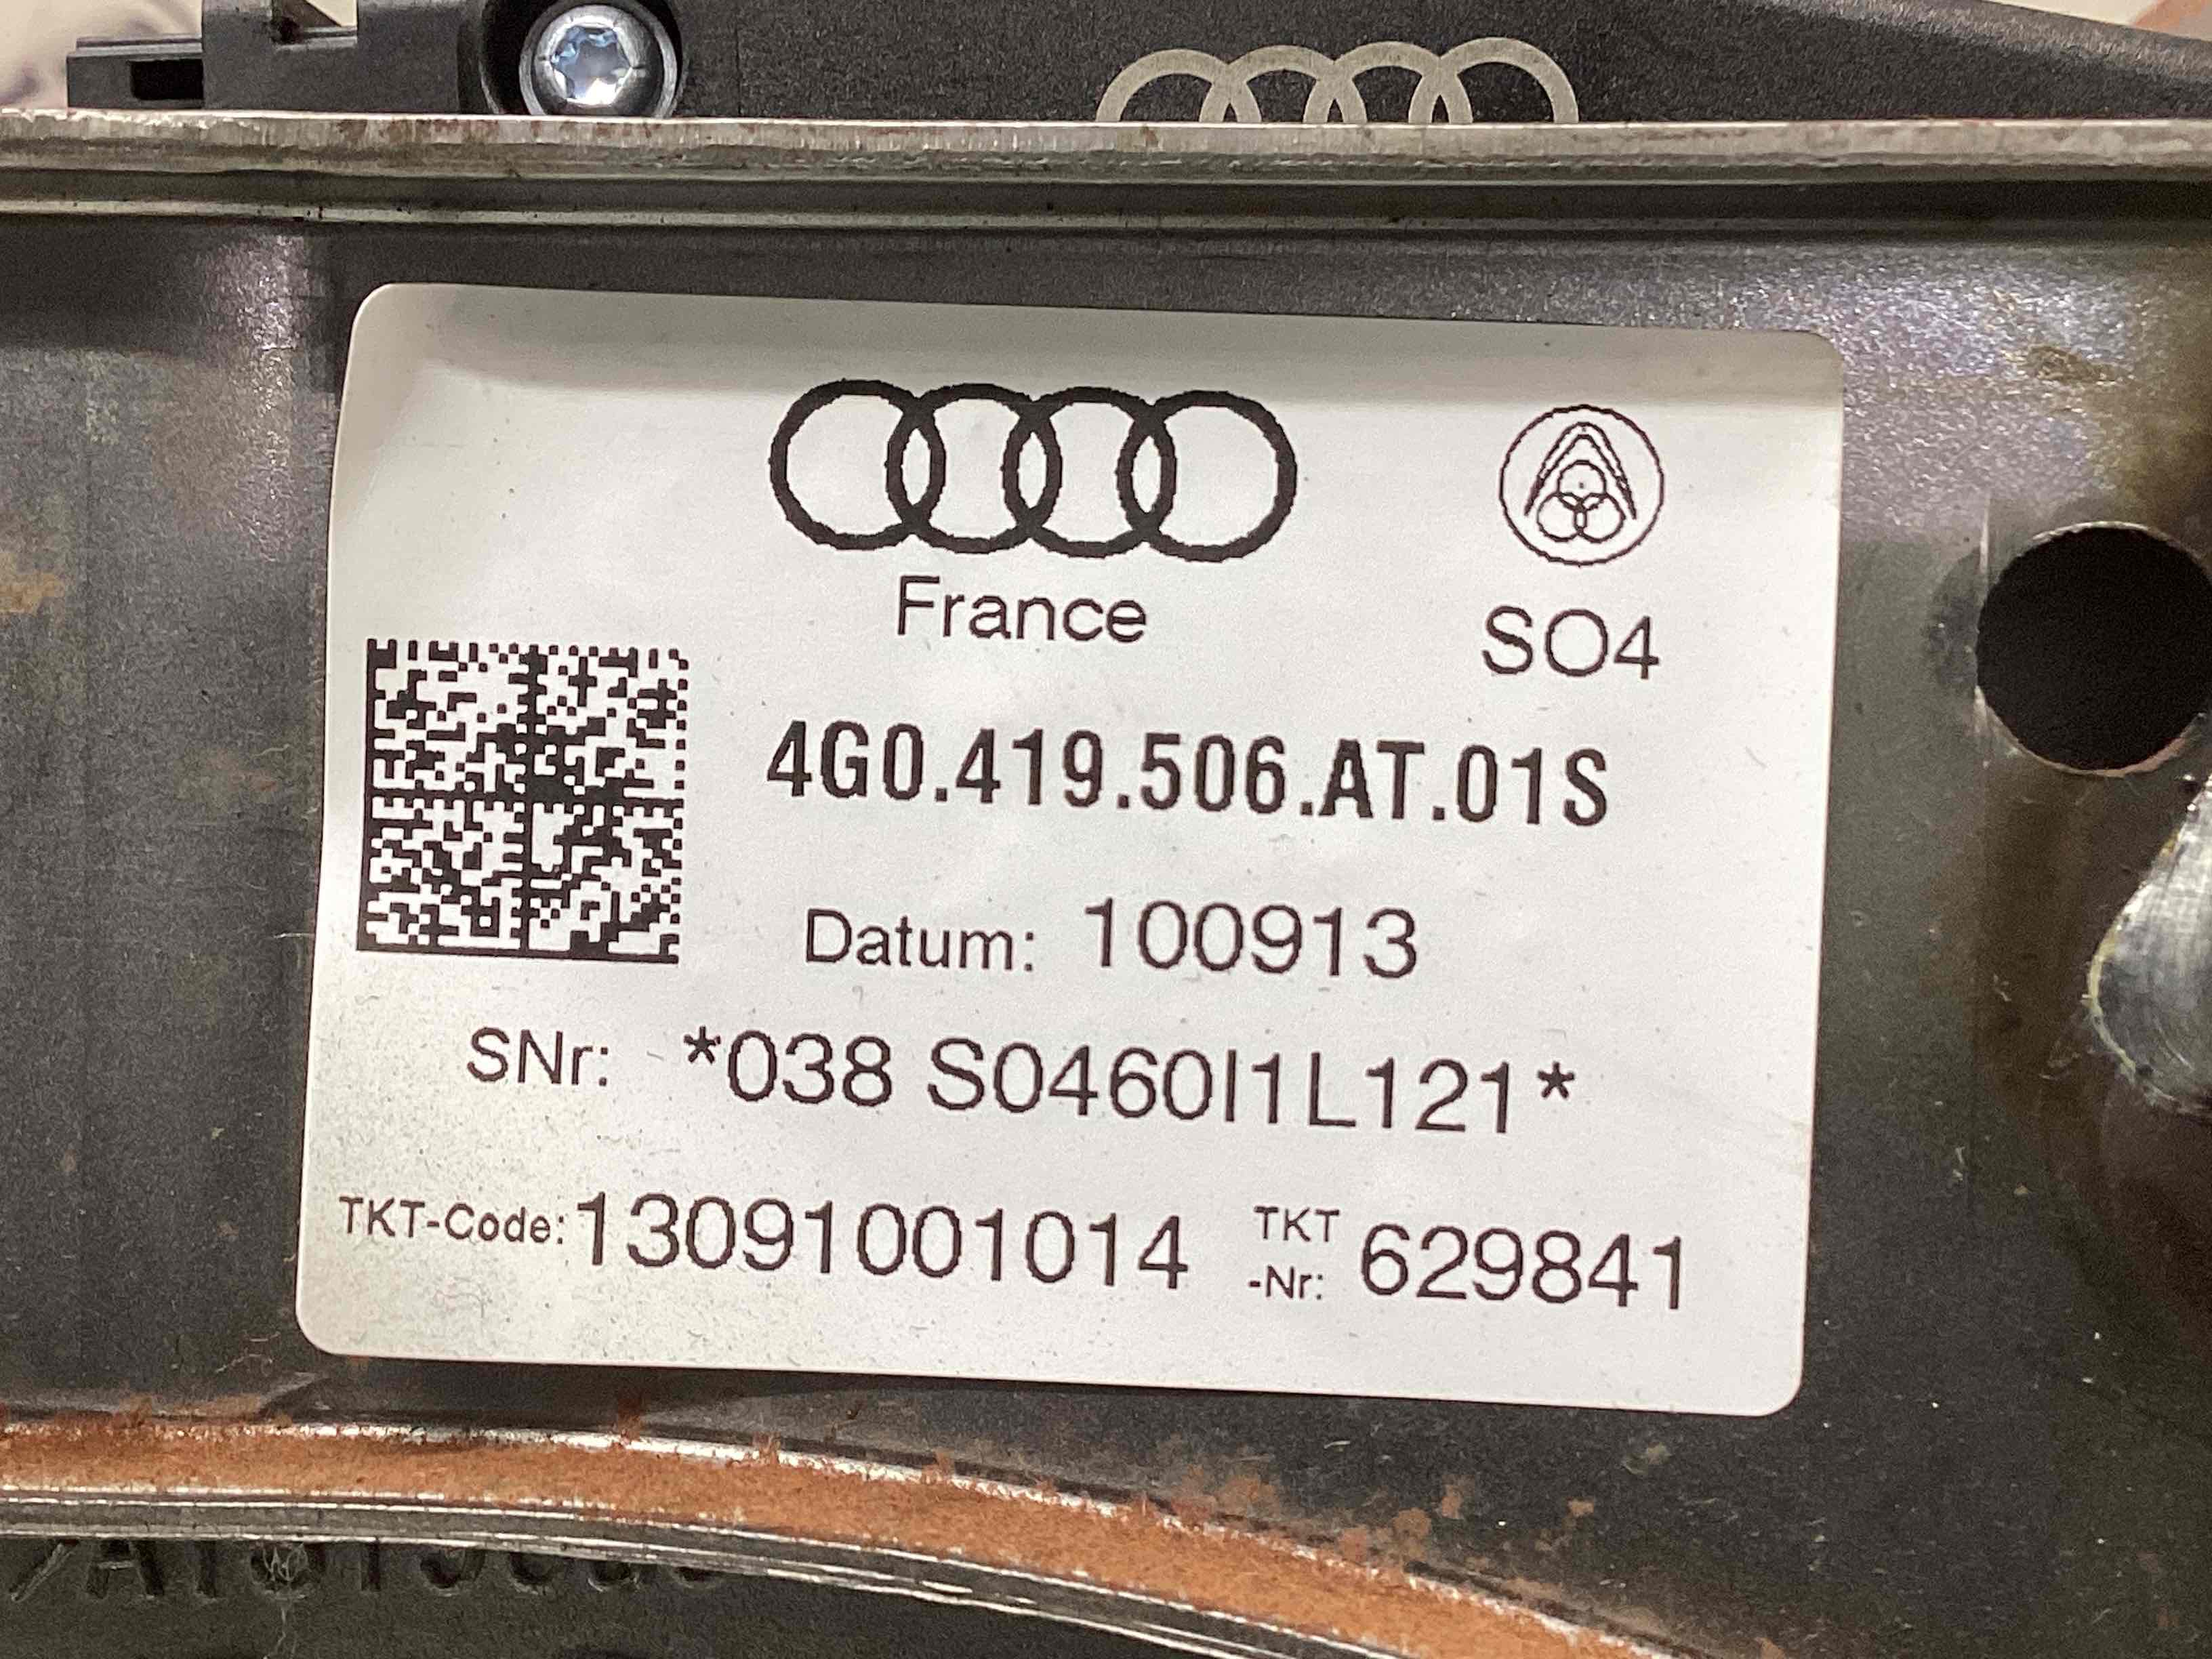 France
SO4
4G0.419.506.AT.01S
Datum: 100913
SNr: *038 S0460I1L121*
TKT-Code: 13091001014 TKT-Nr: 629841